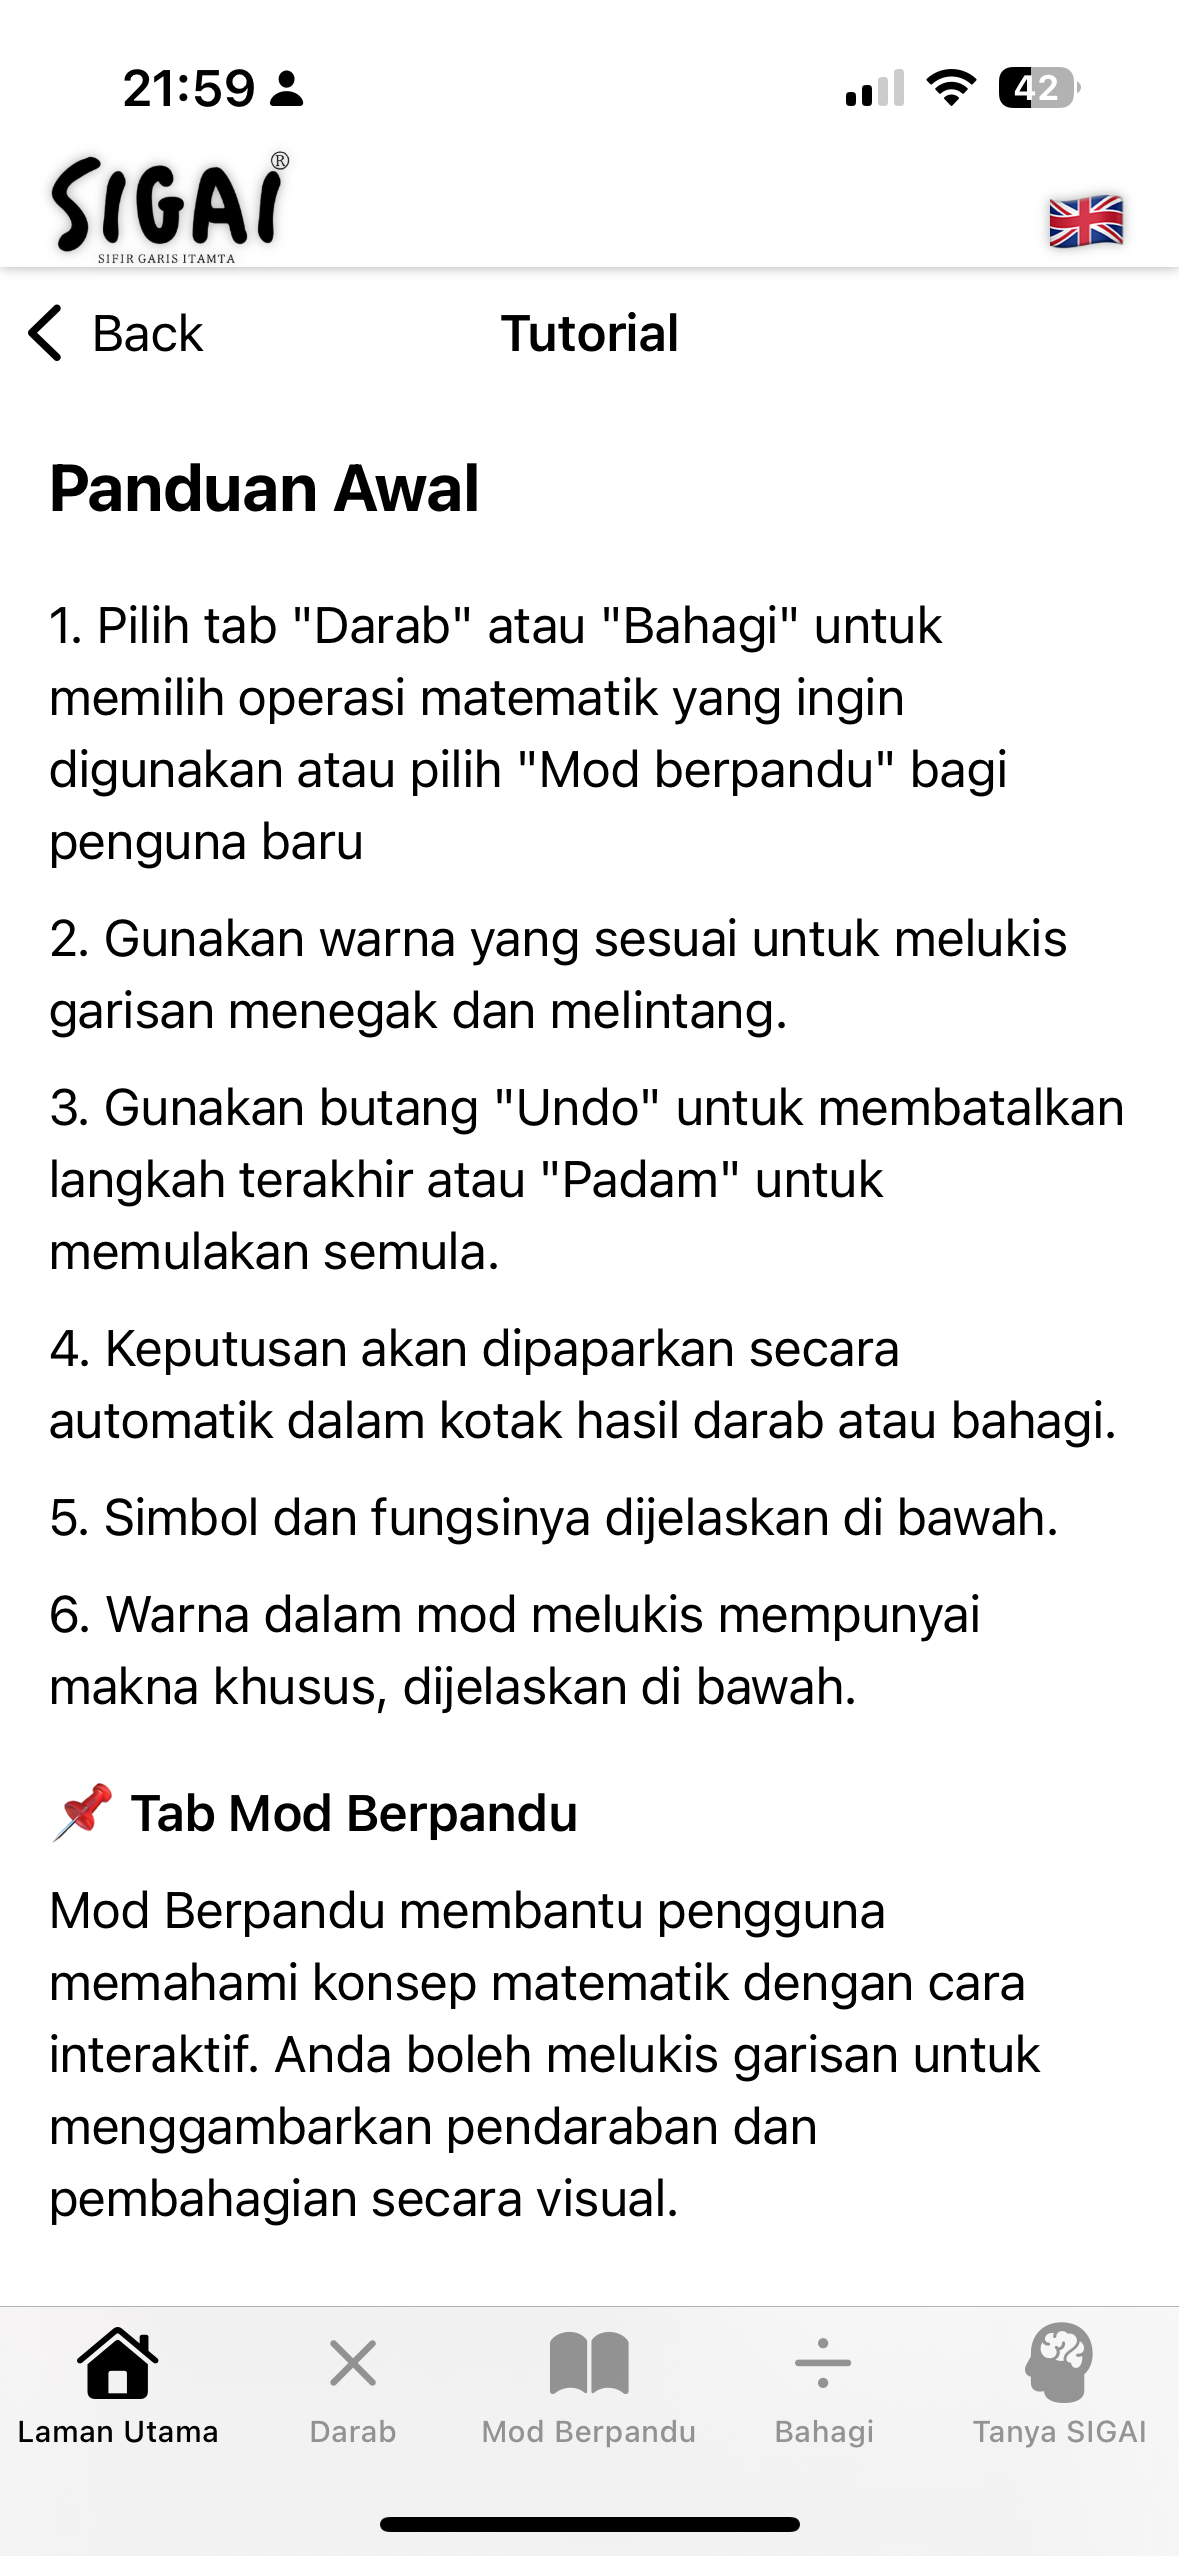 21:59
42
SIGAI®
SIFIR GARIS ITAMTA
Back
Tutorial
Panduan Awal
1. Pilih tab "Darab" atau "Bahagi" untuk
memilih operasi matematik yang ingin
digunakan atau pilih "Mod berpandu" bagi
penguna baru
2. Gunakan warna yang sesuai untuk melukis
garisan menegak dan melintang.
3. Gunakan butang "Undo" untuk membatalkan
langkah terakhir atau "Padam" untuk
memulakan semula.
4. Keputusan akan dipaparkan secara
automatik dalam kotak hasil darab atau bahagi.
5. Simbol dan fungsinya dijelaskan di bawah.
6. Warna dalam mod melukis mempunyai
makna khusus, dijelaskan di bawah.
📌 Tab Mod Berpandu
Mod Berpandu membantu pengguna
memahami konsep matematik dengan cara
interaktif. Anda boleh melukis garisan untuk
menggambarkan pendaraban dan
pembahagian secara visual.
Laman Utama
Darab
Mod Berpandu
Bahagi
Tanya SIGAI